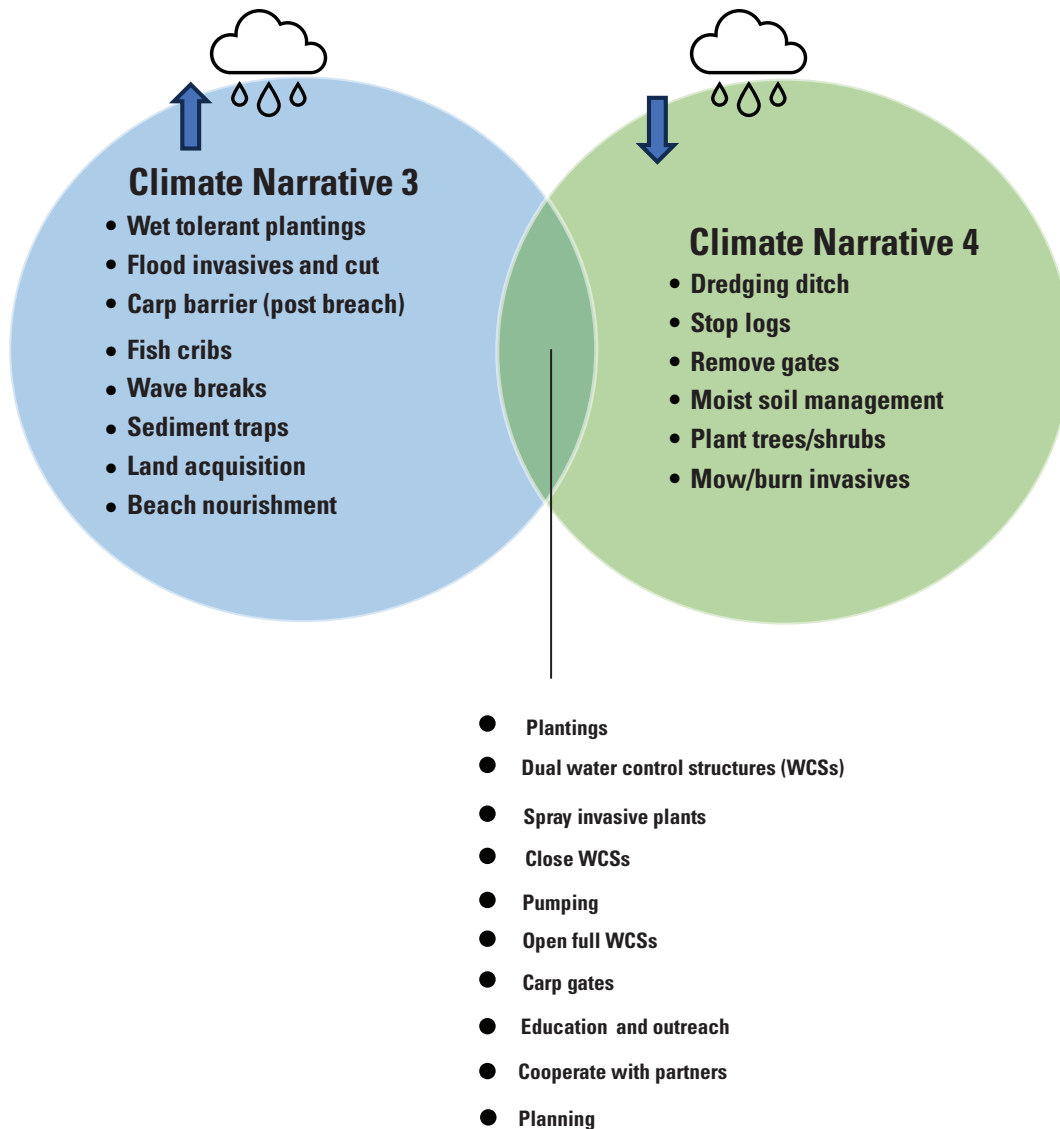 Climate Narrative 3
• Wet tolerant plantings
• Flood invasives and cut
• Carp barrier (post breach)
• Fish cribs
• Wave breaks
• Sediment traps
• Land acquisition
• Beach nourishment
Climate Narrative 4
• Dredging ditch
• Stop logs
• Remove gates
• Moist soil management
• Plant trees/shrubs
• Mow/burn invasives
• Plantings
• Dual water control structures (WCSs)
• Spray invasive plants
• Close WCSs
• Pumping
• Open full WCSs
• Carp gates
• Education and outreach
• Cooperate with partners
• Planning